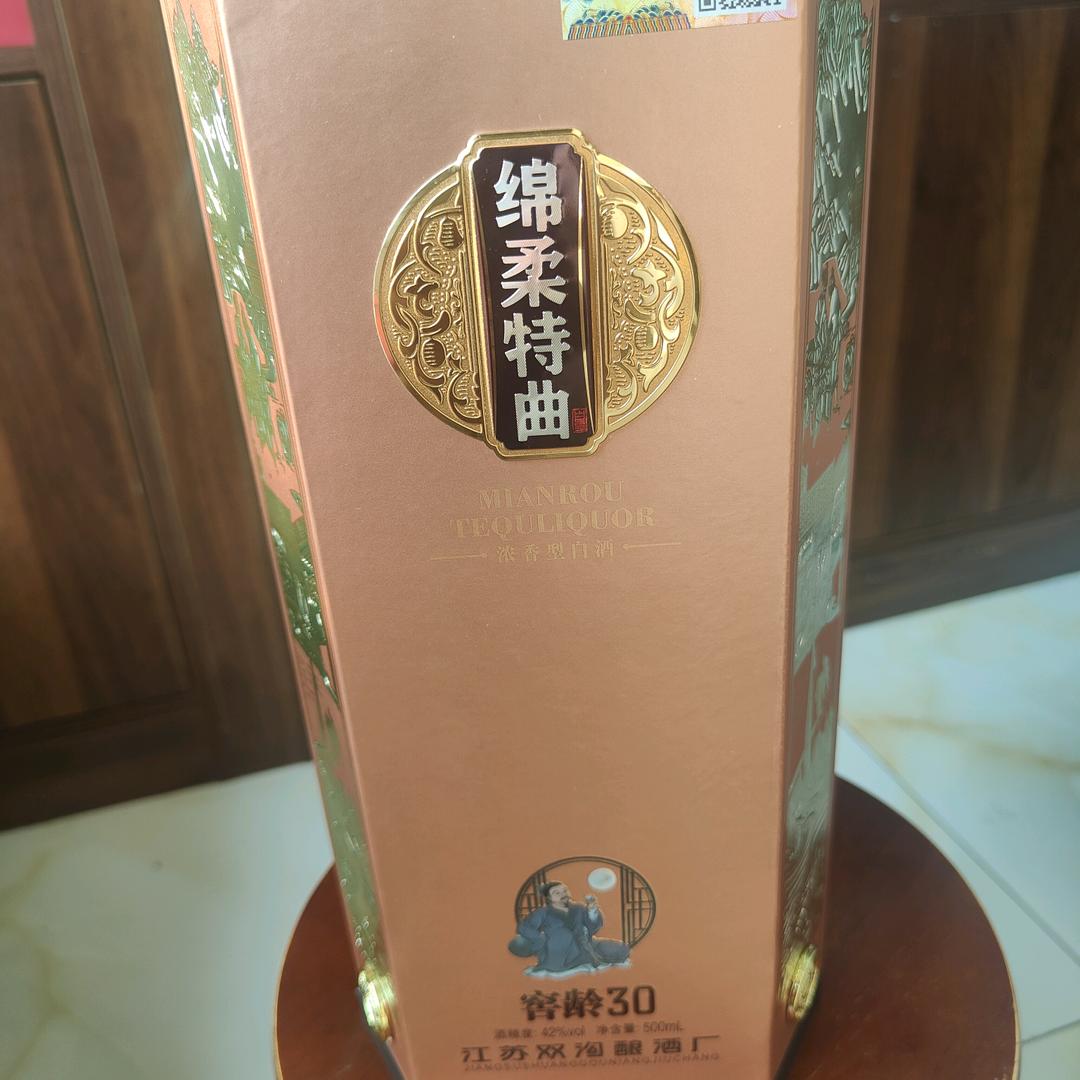 绵柔特曲
MIANROU
TEQULIQUOR
浓香型白酒
窖龄30
酒精度: 42%vol 净含量: 500mL
江苏双沟酿酒厂
JIANGSUSHUANGGOUNIANGJIUCHANG